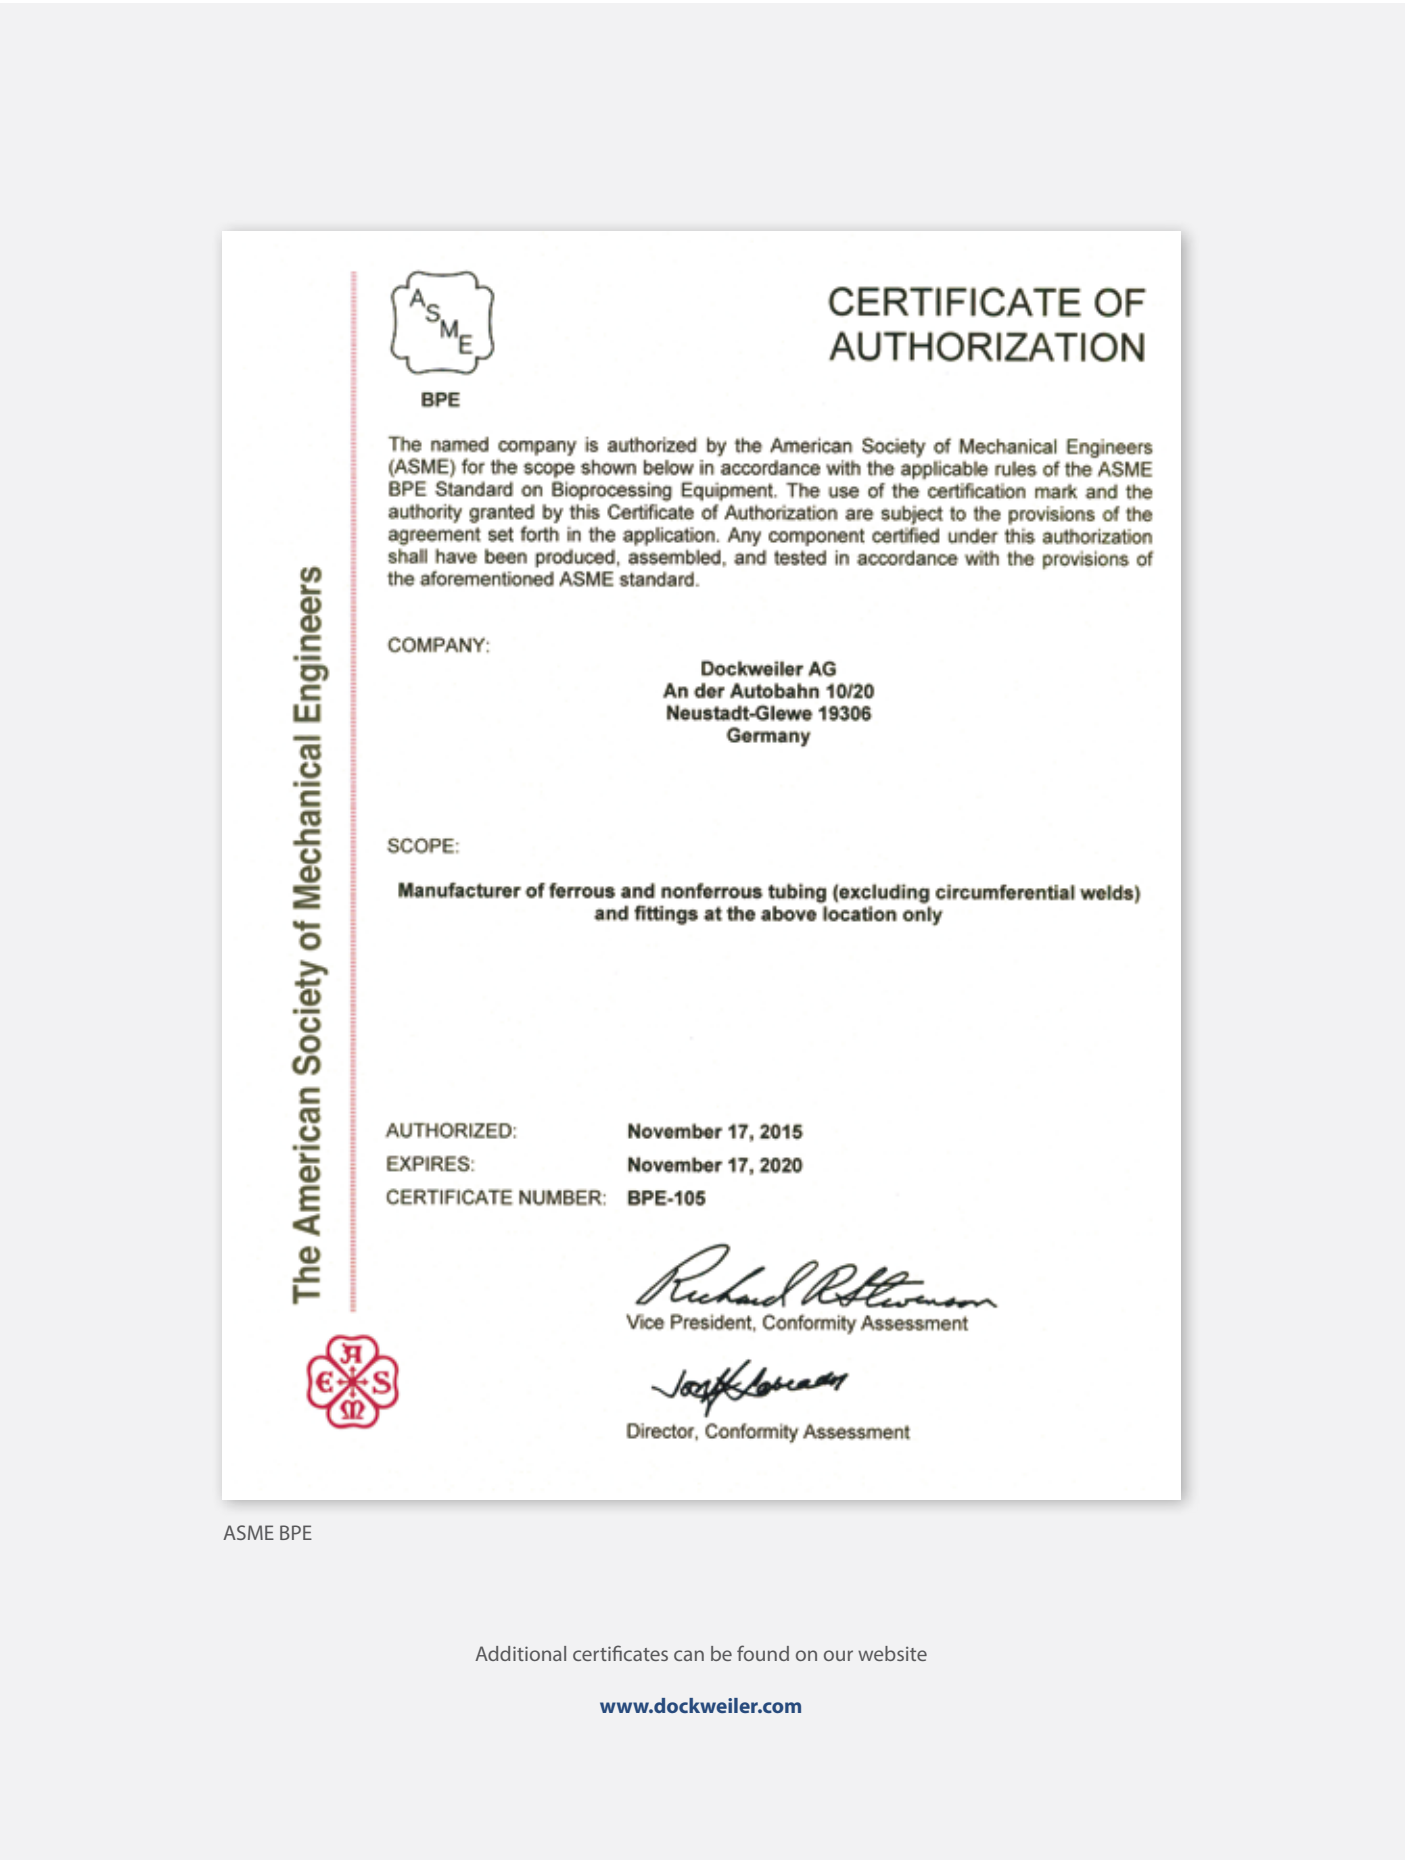 A
S
M
E
BPE
CERTIFICATE OF
AUTHORIZATION
The named company is authorized by the American Society of Mechanical Engineers
(ASME) for the scope shown below in accordance with the applicable rules of the ASME
BPE Standard on Bioprocessing Equipment. The use of the certification mark and the
authority granted by this Certificate of Authorization are subject to the provisions of the
agreement set forth in the application. Any component certified under this authorization
shall have been produced, assembled, and tested in accordance with the provisions of
the aforementioned ASME standard.
The American Society of Mechanical Engineers
COMPANY:
Dockweiler AG
An der Autobahn 10/20
Neustadt-Glewe 19306
Germany
SCOPE:
Manufacturer of ferrous and nonferrous tubing (excluding circumferential welds)
and fittings at the above location only
AUTHORIZED: November 17, 2015
EXPIRES: November 17, 2020
CERTIFICATE NUMBER: BPE-105
Richard R Stevenson
Vice President, Conformity Assessment
Director, Conformity Assessment
A
S
M
E
ASME BPE
Additional certificates can be found on our website
www.dockweiler.com